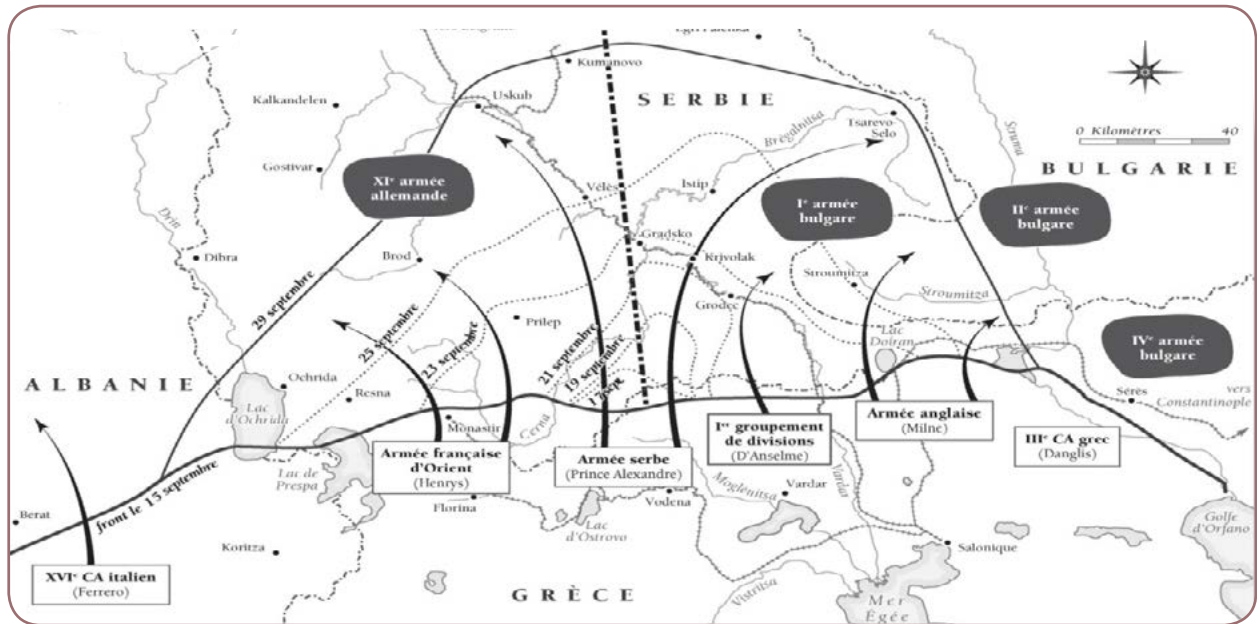 Kumanovo
Kalkandelen
Uskub
SERBIE
Brégalnitsa
Tsarevo-
Selo
Struma
0 Kilomètres 40
BULGARIE
Gostivar
XIe armée
allemande
Vélès
Istip
Ie armée
bulgare
IIe armée
bulgare
Drin
Dibra
Brod
Gradsko
Krivolak
Stroumitza
Stroumitza
Grodec
29 septembre
25 septembre
23 septembre
21 septembre
19 septembre
17 sept
Prilep
Lac
Doiran
IVe armée
bulgare
ALBANIE
Ochrida
Lac
d'Ochrida
Resna
Monastir
Cerna
Sérès
vers
Constantinople
Armée française
d'Orient
(Henrys)
Armée serbe
(Prince Alexandre)
Ier groupement
de divisions
(D'Anselme)
Armée anglaise
(Milne)
IIIe CA grec
(Danglis)
Lac de
Prespa
front le 15 septembre
Berat
Florina
Vodena
Moglénitsa
Vardar
Vardar
Lac
d'Ostrovo
Golfe
d'Orfano
Koritza
Salonique
XVIe CA italien
(Ferrero)
GRÈCE
Vistritsa
Mer
Égée